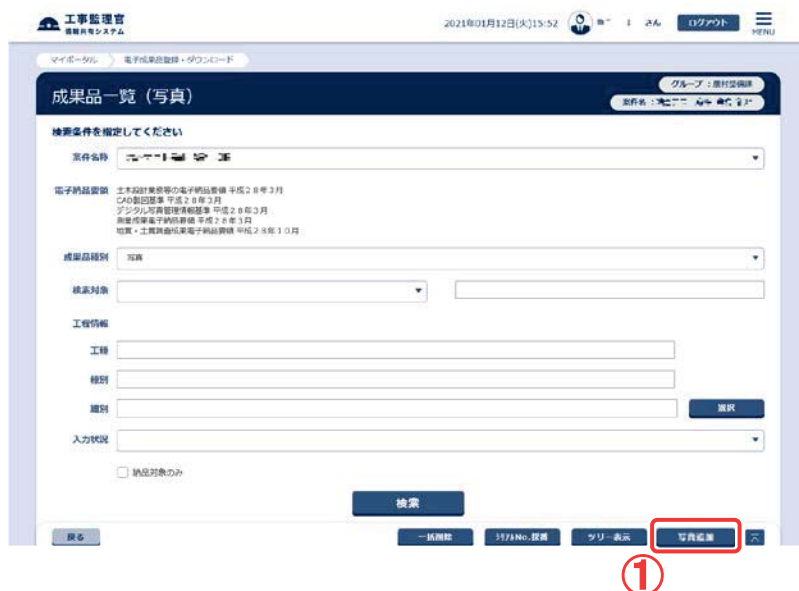 工事監理官
情報共有システム
2021年01月12日(火)15:52
さん
ログアウト
MENU
マイポータル
電子成果品登録・ダウンロード
成果品一覧（写真）
グループ：農村整備課
案件名：
検索条件を指定してください
案件名称
電子納品要領
土木設計業務等の電子納品要領 平成２８年３月
CAD製図基準 平成２８年３月
デジタル写真管理情報基準 平成２８年３月
測量成果電子納品要領 平成２８年３月
地質・土質調査成果電子納品要領 平成２８年１０月
成果品種別
写真
検索対象
工程情報
工種
種別
細別
選択
入力状況
納品対象のみ
検索
戻る
一括削除
ｼﾘｱﾙNo.採番
ツリー表示
写真追加
①